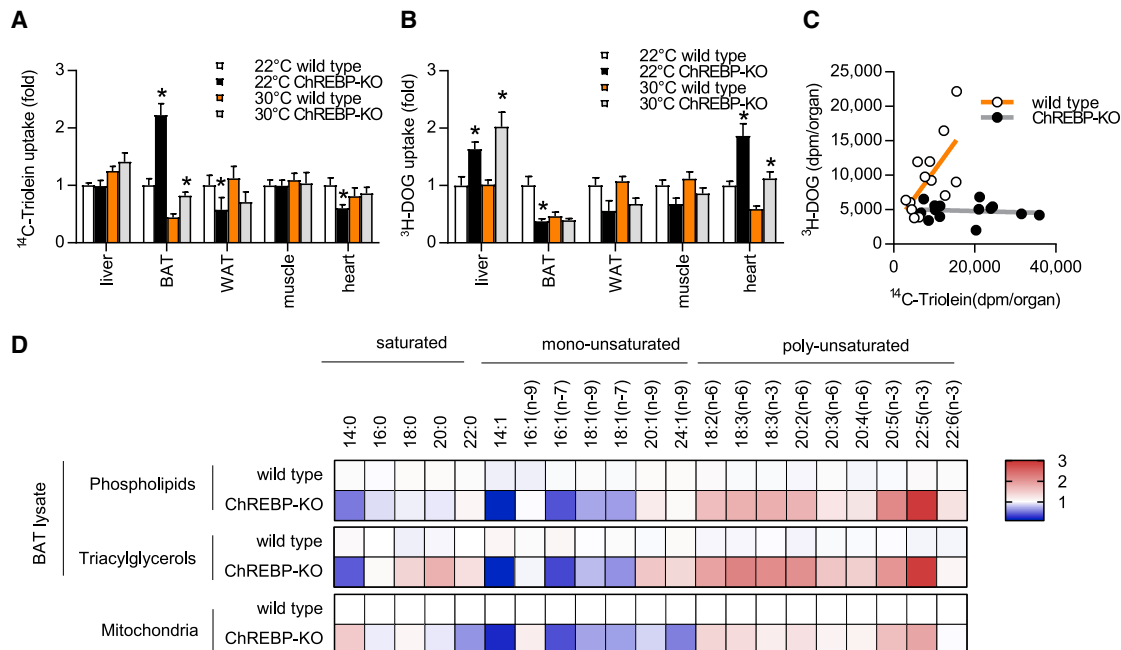 A
¹⁴C-Triolein uptake (fold)
3
2
1
0
22°C wild type
22°C ChREBP-KO
30°C wild type
30°C ChREBP-KO
*
*
*
*
liver
BAT
WAT
muscle
heart
B
³H-DOG uptake (fold)
3
2
1
0
22°C wild type
22°C ChREBP-KO
30°C wild type
30°C ChREBP-KO
*
*
*
*
*
liver
BAT
WAT
muscle
heart
C
³H-DOG (dpm/organ)
25,000
20,000
15,000
10,000
5,000
0
wild type
ChREBP-KO
0
20,000
40,000
¹⁴C-Triolein(dpm/organ)
D
saturated
mono-unsaturated
poly-unsaturated
14:0
16:0
18:0
20:0
22:0
14:1
16:1(n-9)
16:1(n-7)
18:1(n-9)
18:1(n-7)
20:1(n-9)
24:1(n-9)
18:2(n-6)
18:3(n-6)
18:3(n-3)
20:2(n-6)
20:3(n-6)
20:4(n-6)
20:5(n-3)
22:5(n-3)
22:6(n-3)
BAT lysate
Phospholipids
wild type
ChREBP-KO
Triacylglycerols
wild type
ChREBP-KO
Mitochondria
wild type
ChREBP-KO
3
2
1